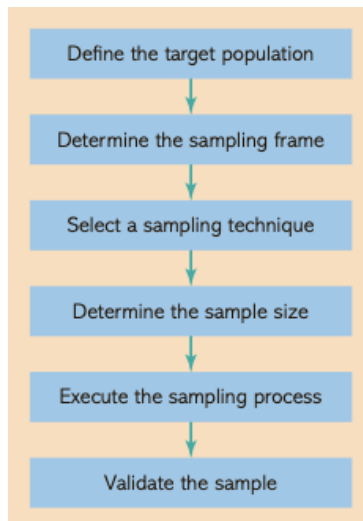 Define the target population
Determine the sampling frame
Select a sampling technique
Determine the sample size
Execute the sampling process
Validate the sample